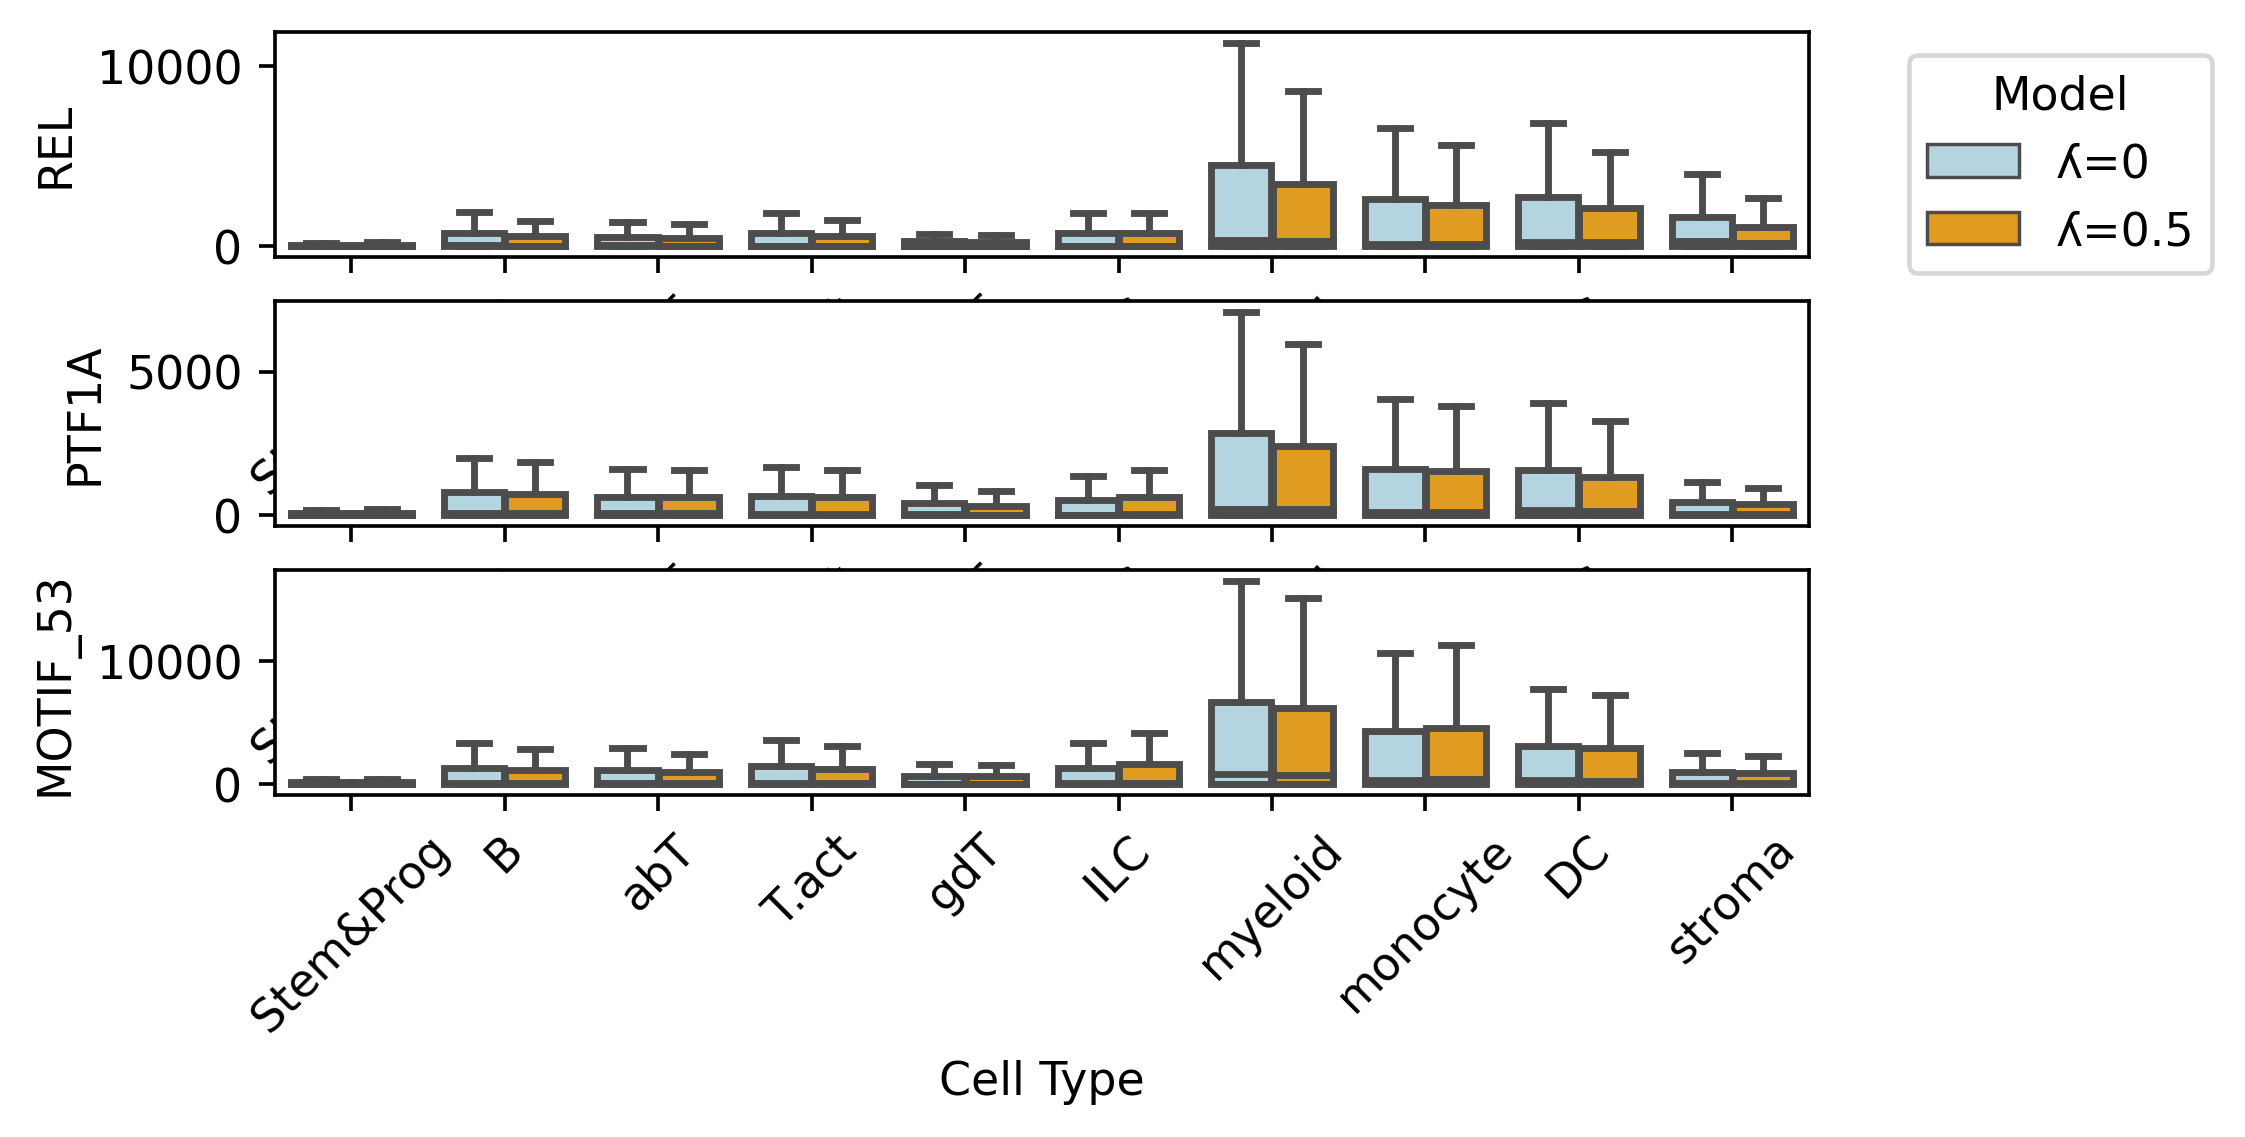 REL
10000
0
Model
ʎ=0
ʎ=0.5
PTF1A
5000
0
MOTIF_53
10000
0
Stem&Prog
B
abT
T.act
gdT
ILC
myeloid
monocyte
DC
stroma
Cell Type